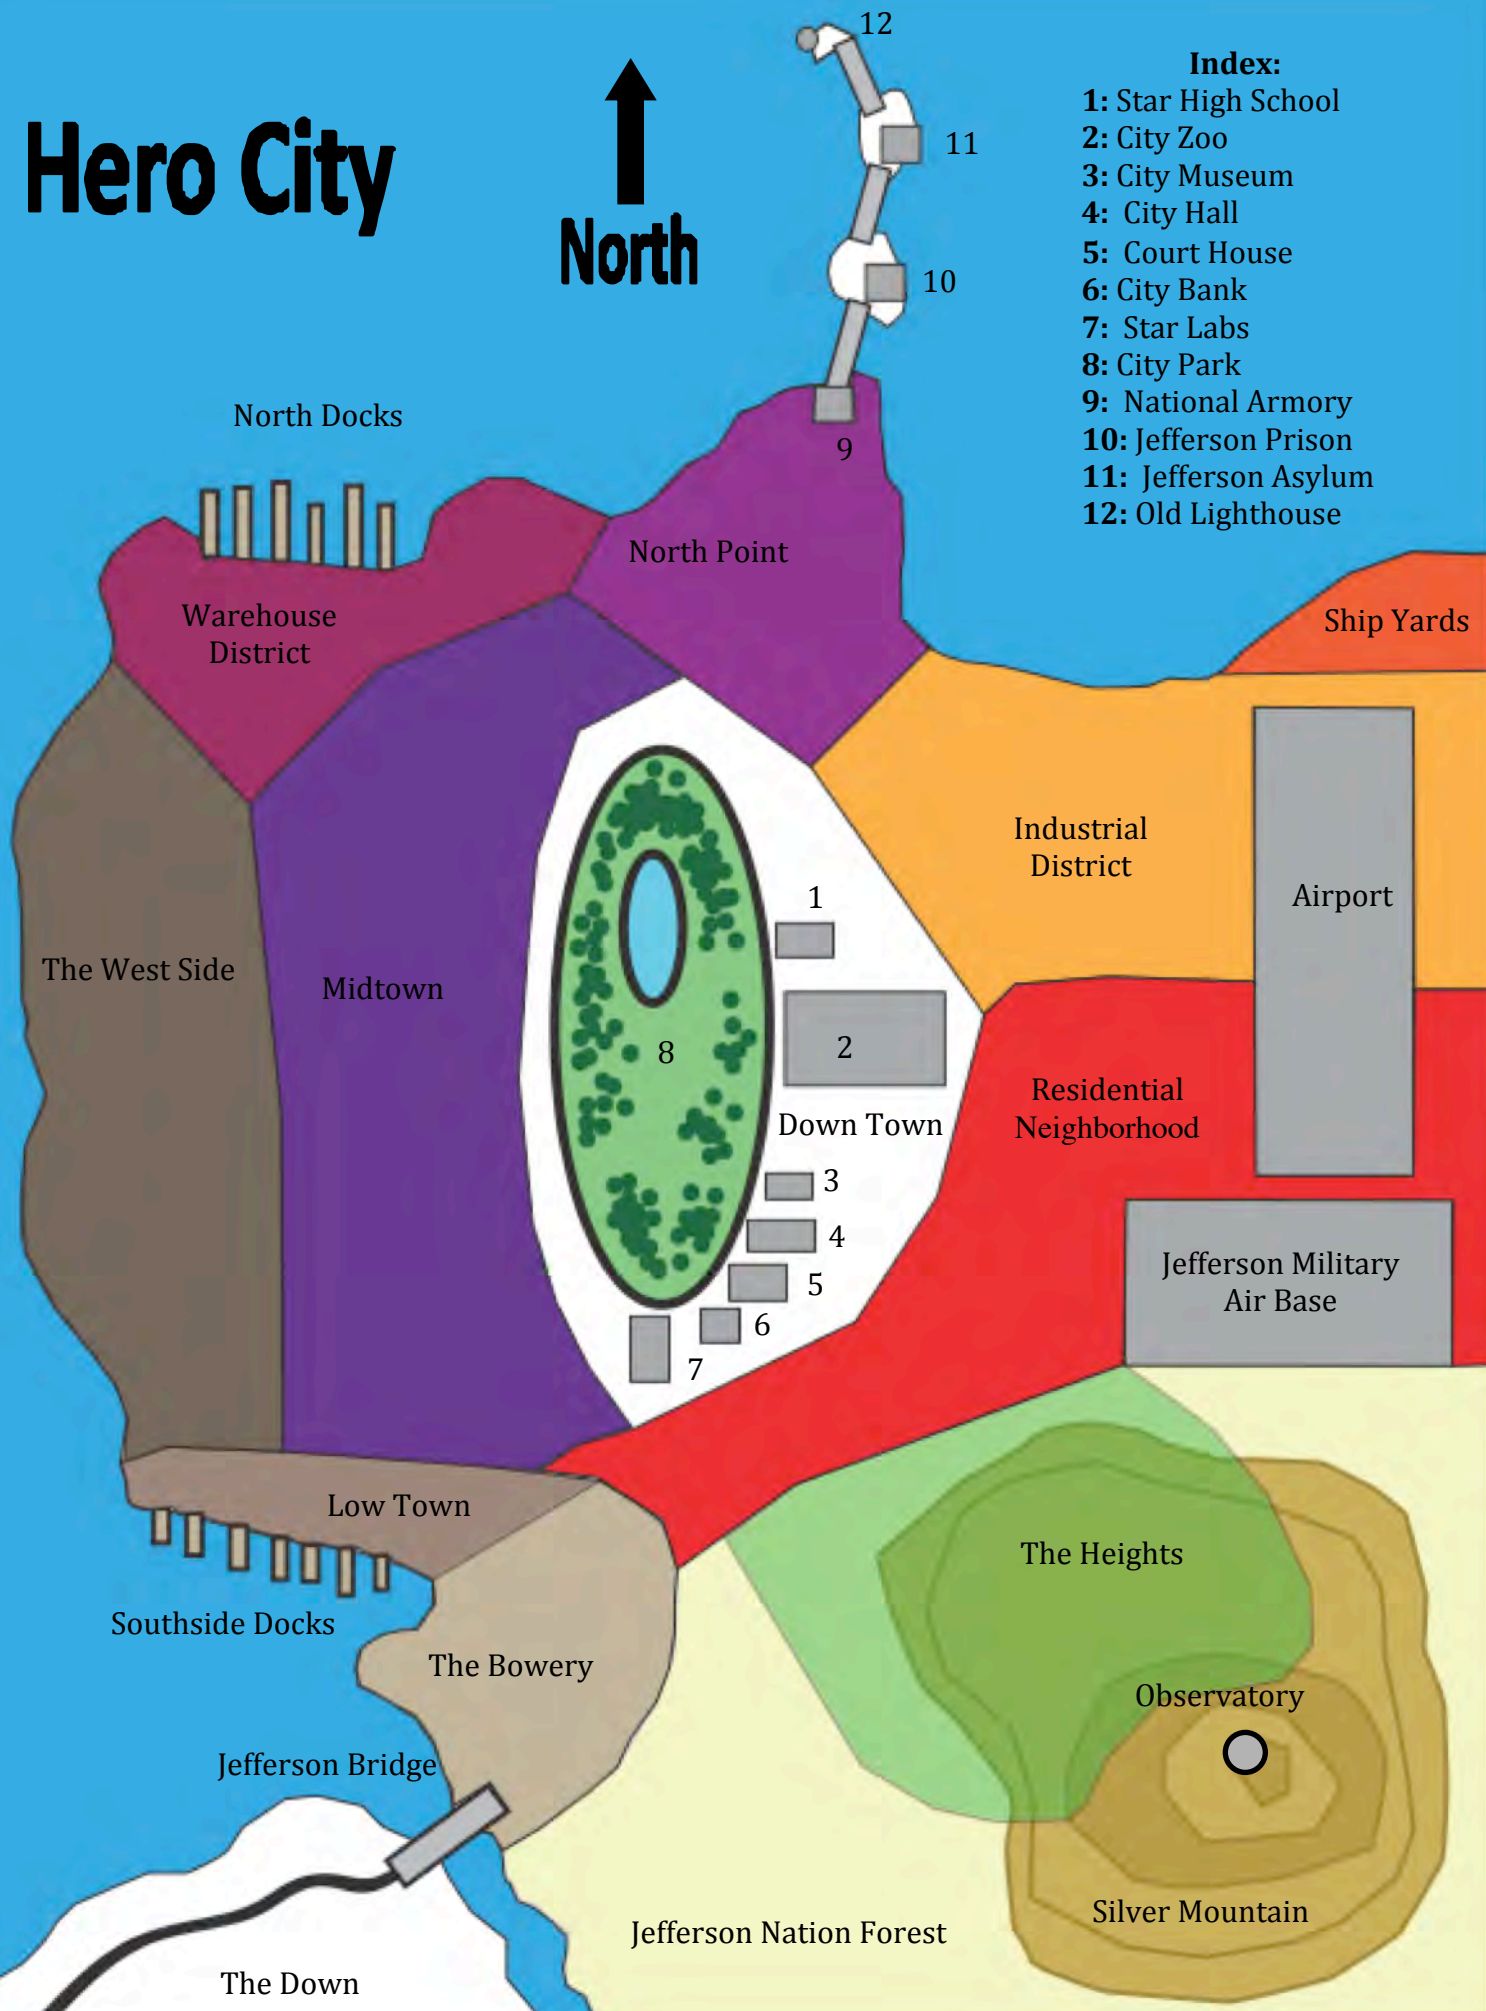 Hero City
North
Index:
1: Star High School
2: City Zoo
3: City Museum
4: City Hall
5: Court House
6: City Bank
7: Star Labs
8: City Park
9: National Armory
10: Jefferson Prison
11: Jefferson Asylum
12: Old Lighthouse
12
11
10
9
North Docks
North Point
Warehouse
District
Ship Yards
Industrial
District
Airport
1
The West Side
Midtown
8
2
Down Town
Residential
Neighborhood
3
4
5
6
7
Jefferson Military
Air Base
Low Town
The Heights
Southside Docks
The Bowery
Observatory
Jefferson Bridge
Silver Mountain
Jefferson Nation Forest
The Down